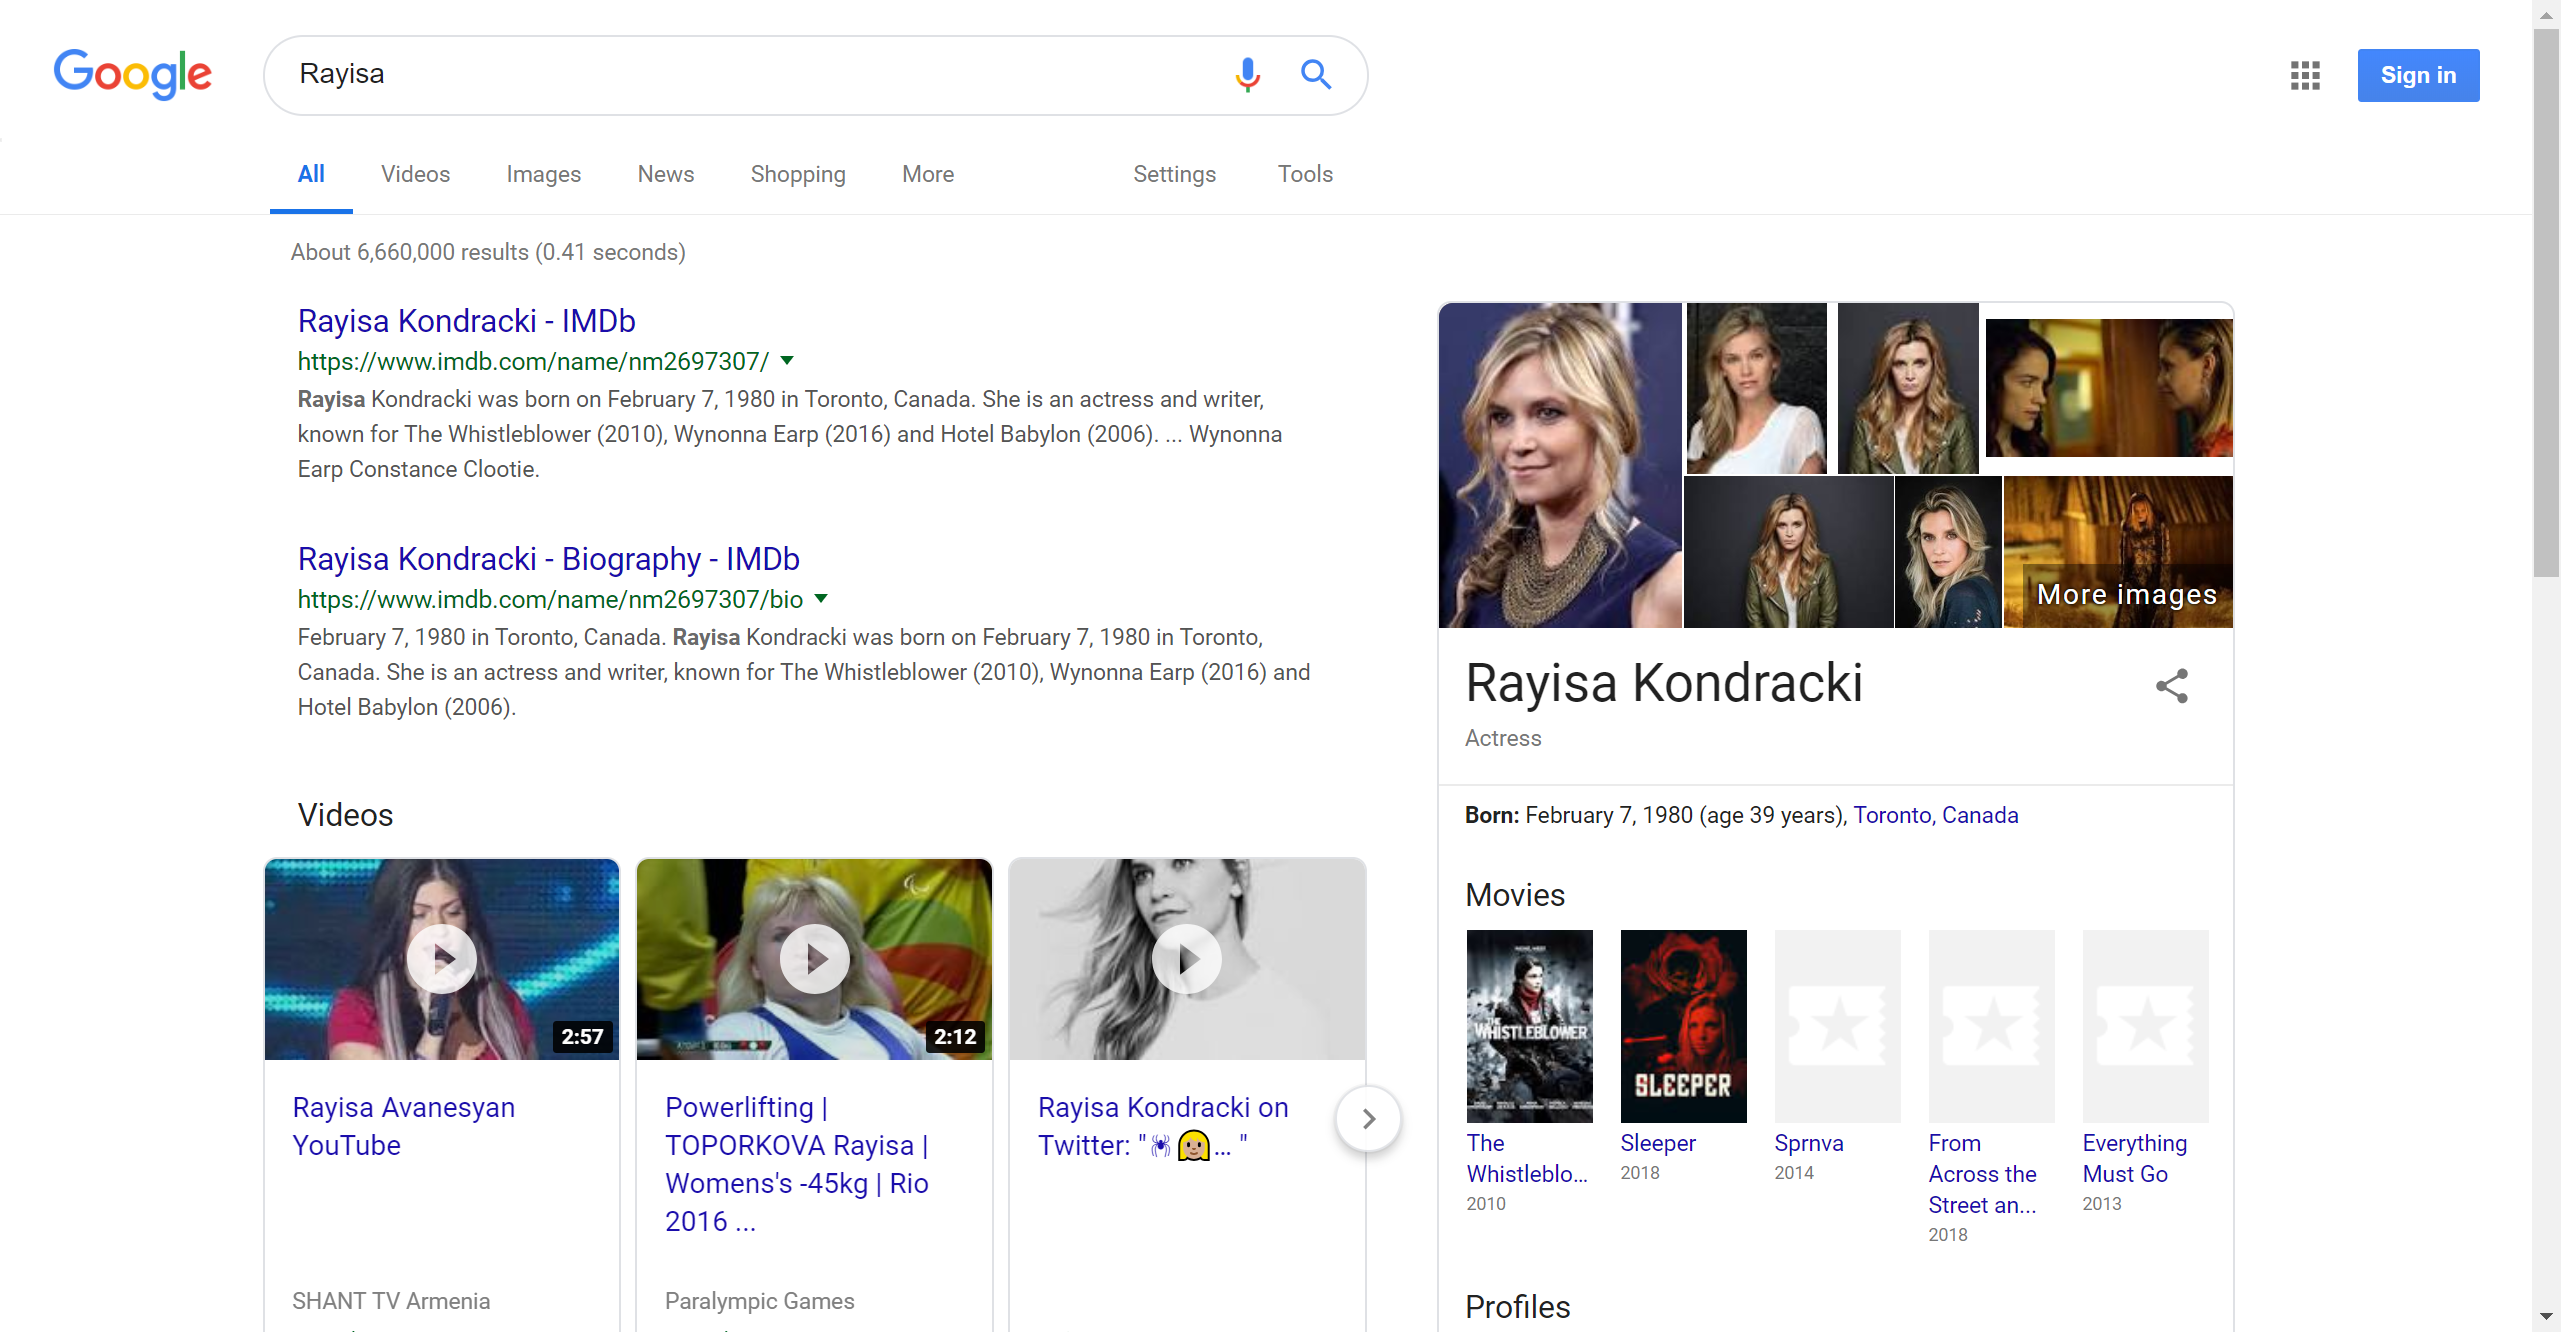 Google
Rayisa
Sign in
All
Videos
Images
News
Shopping
More
Settings
Tools
About 6,660,000 results (0.41 seconds)
Rayisa Kondracki - IMDb
https://www.imdb.com/name/nm2697307/
Rayisa Kondracki was born on February 7, 1980 in Toronto, Canada. She is an actress and writer,
known for The Whistleblower (2010), Wynonna Earp (2016) and Hotel Babylon (2006). ... Wynonna
Earp Constance Clootie.
Rayisa Kondracki - Biography - IMDb
https://www.imdb.com/name/nm2697307/bio
February 7, 1980 in Toronto, Canada. Rayisa Kondracki was born on February 7, 1980 in Toronto,
Canada. She is an actress and writer, known for The Whistleblower (2010), Wynonna Earp (2016) and
Hotel Babylon (2006).
Videos
2:57
Rayisa Avanesyan
YouTube
SHANT TV Armenia
2:12
Powerlifting |
TOPORKOVA Rayisa |
Womens's -45kg | Rio
2016 ...
Paralympic Games
Rayisa Kondracki on
Twitter: "🕷👱🏼‍♀️... "
More images
Rayisa Kondracki
Actress
Born: February 7, 1980 (age 39 years), Toronto, Canada
Movies
THE
WHISTLEBLOWER
The
Whistleblo...
2010
SLEEPER
Sleeper
2018
Sprnva
2014
From
Across the
Street an...
2018
Everything
Must Go
2013
Profiles